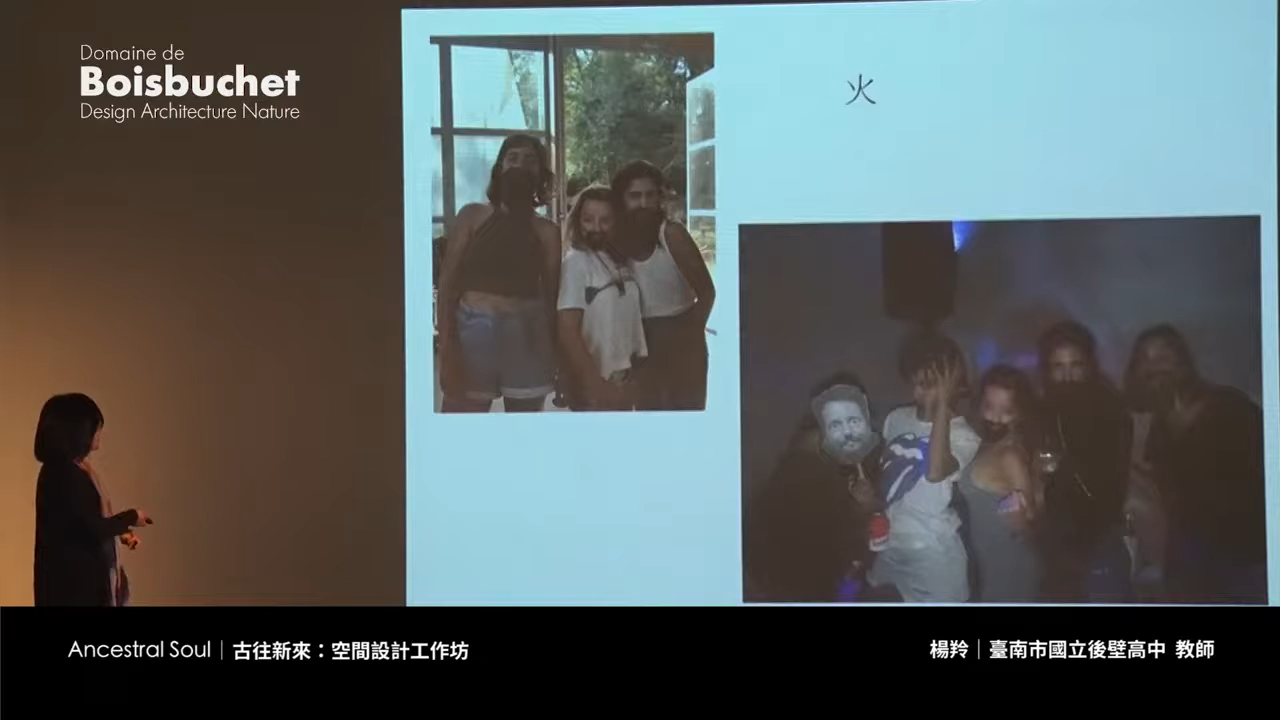 Domaine de
Boisbuchet
Design Architecture Nature
火
Ancestral Soul｜古往新來：空間設計工作坊
楊羚｜臺南市國立後壁高中 教師